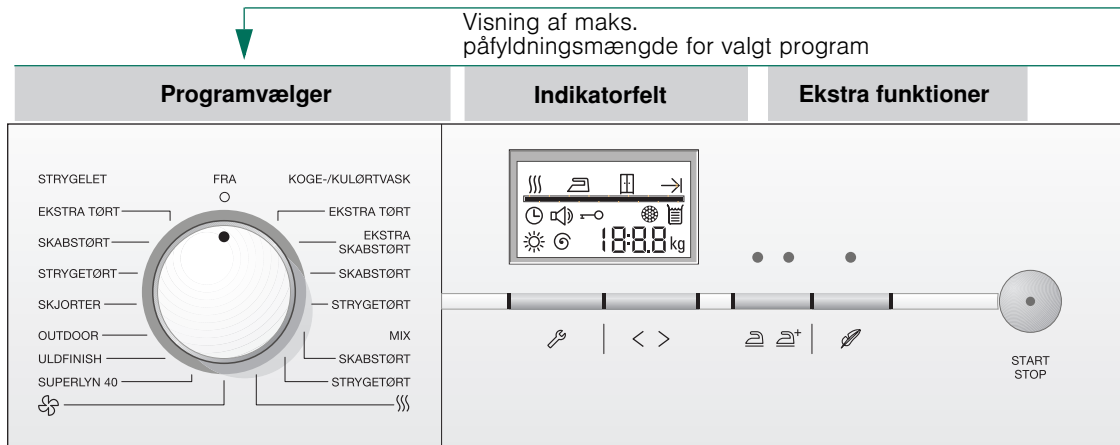 Visning af maks.
påfyldningsmængde for valgt program
Programvælger
Indikatorfelt
Ekstra funktioner
STRYGELET
EKSTRA TØRT
SKABSTØRT
STRYGETØRT
SKJORTER
OUTDOOR
ULDFINISH
SUPERLYN 40
FRA
KOGE-/KULØRTVASK
EKSTRA TØRT
EKSTRA
SKABSTØRT
SKABSTØRT
STRYGETØRT
MIX
SKABSTØRT
STRYGETØRT
18:8.8 kg
START
STOP